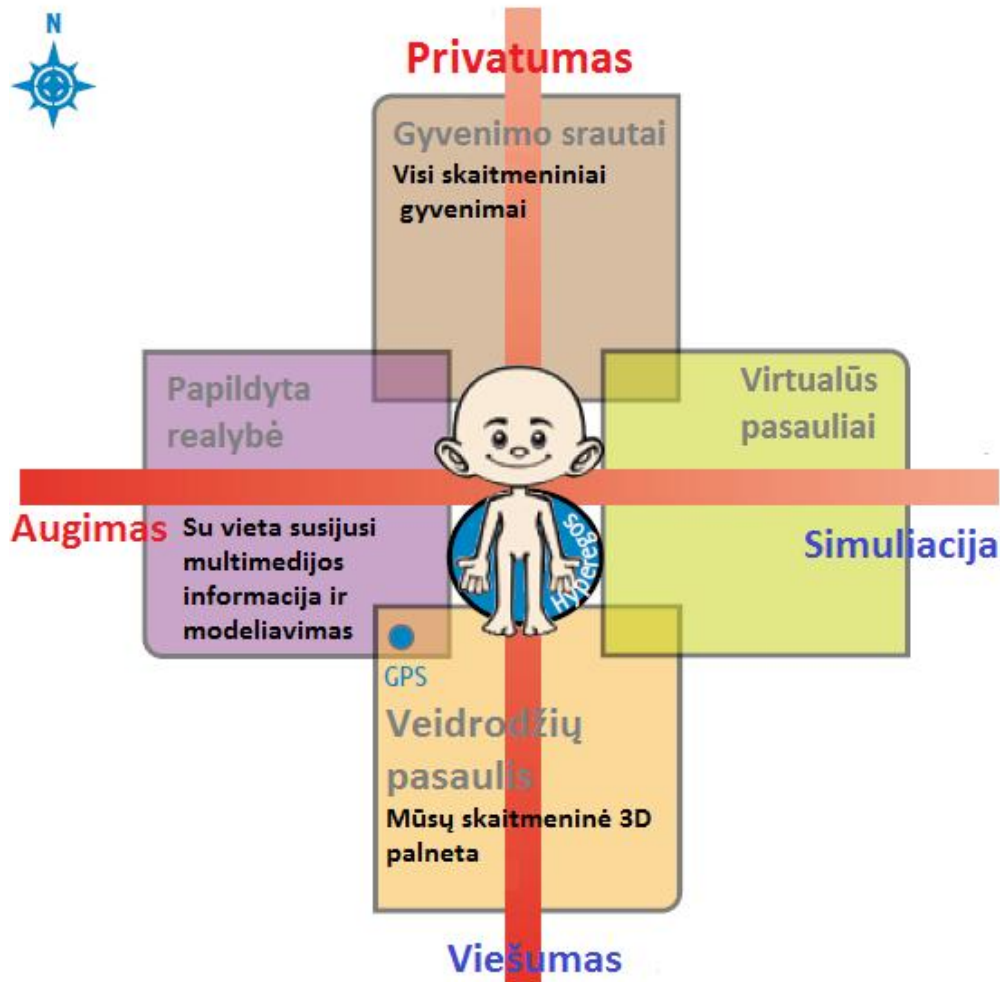 N
Privatumas
Gyvenimo srautai
Visi skaitmeniniai
gyvenimai
Papildyta
realybė
Virtualūs
pasauliai
Augimas
Su vieta susijusi
multimedijos
informacija ir
modeliavimas
Simuliacija
Hyperegos
GPS
Veidrodžių
pasaulis
Mūsų skaitmeninė 3D
palneta
Viešumas